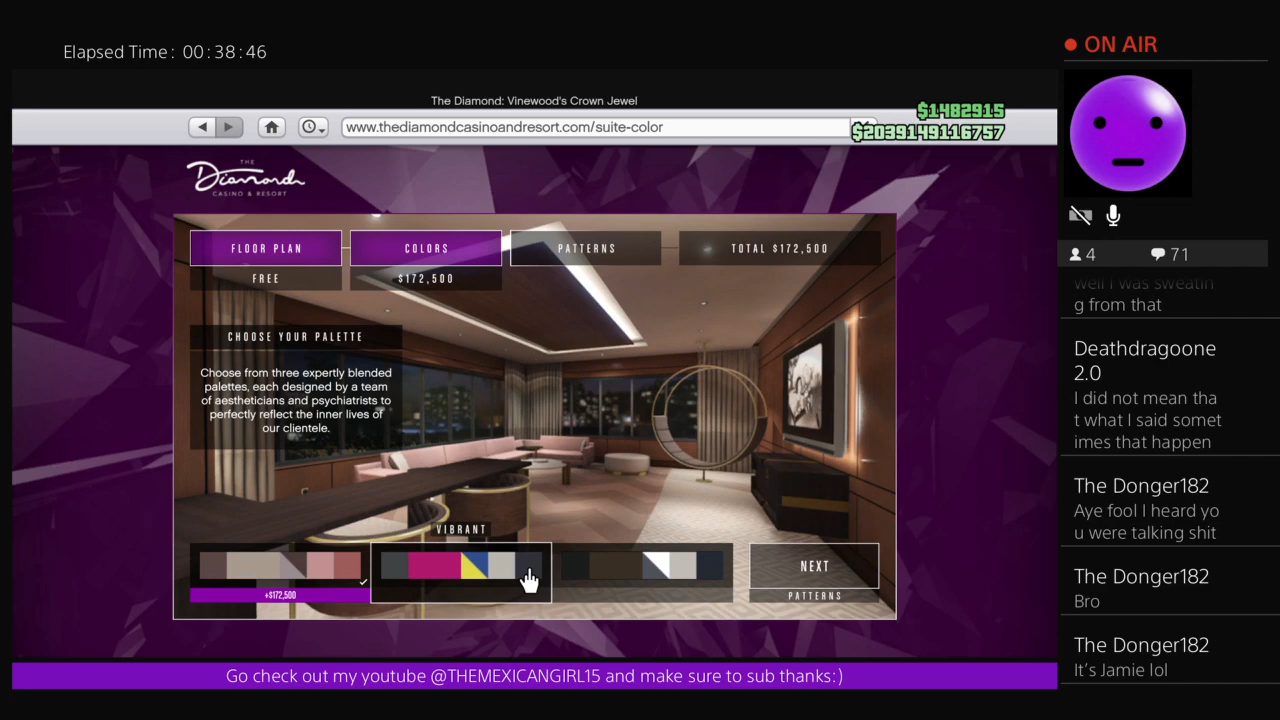 Elapsed Time: 00:38:46
ON AIR
The Diamond: Vinewood's Crown Jewel
$1482915
www.thediamondcasinoandresort.com/suite-color
$2039149116757
THE
Diamond
CASINO & RESORT
FLOOR PLAN
COLORS
PATTERNS
TOTAL $172,500
FREE
$172,500
CHOOSE YOUR PALETTE
Choose from three expertly blended
palettes, each designed by a team
of aestheticians and psychiatrists to
perfectly reflect the inner lives of
our clientele.
VIBRANT
+$172,500
NEXT
PATTERNS
Go check out my youtube @THEMEXICANGIRL15 and make sure to sub thanks:)
4
71
well I was sweatin
g from that
Deathdragoone
2.0
I did not mean tha
t what I said somet
imes that happen
The Donger182
Aye fool I heard yo
u were talking shit
The Donger182
Bro
The Donger182
It's Jamie lol